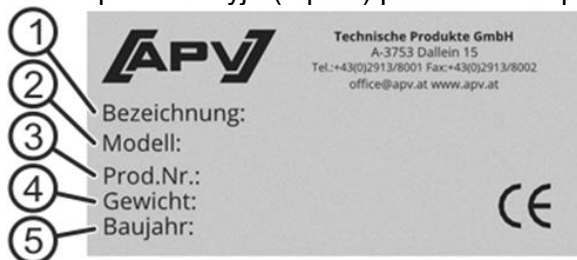 APV
Technische Produkte GmbH
A-3753 Dallein 15
Tel.:+43(0)2913/8001 Fax:+43(0)2913/8002
office@apv.at www.apv.at
1
Bezeichnung:
2
Modell:
3
Prod.Nr.:
4
Gewicht:
5
Baujahr:
CE